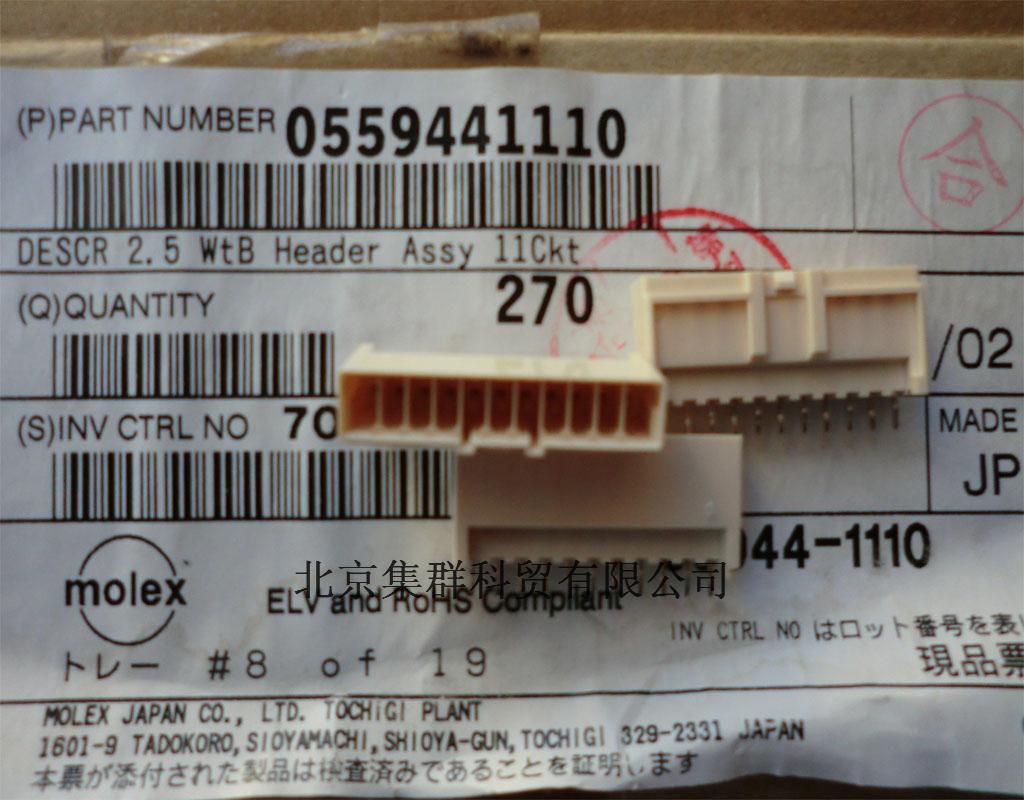 (P)PART NUMBER 0559441110
合
DESCR 2.5 WtB Header Assy 11Ckt
(Q)QUANTITY 270
/02
(S)INV CTRL NO 70
MADE
JP
44-1110
molex
北京集群科贸有限公司
ELV and RoHS Compliant
INV CTRL NO はロット番号を表
トレー #8 of 19
現品票
MOLEX JAPAN CO., LTD. TOCHIGI PLANT
1601-9 TADOKORO,SIOYAMACHI,SHIOYA-GUN,TOCHIGI 329-2331 JAPAN
本票が添付された製品は検査済みであることを証明します